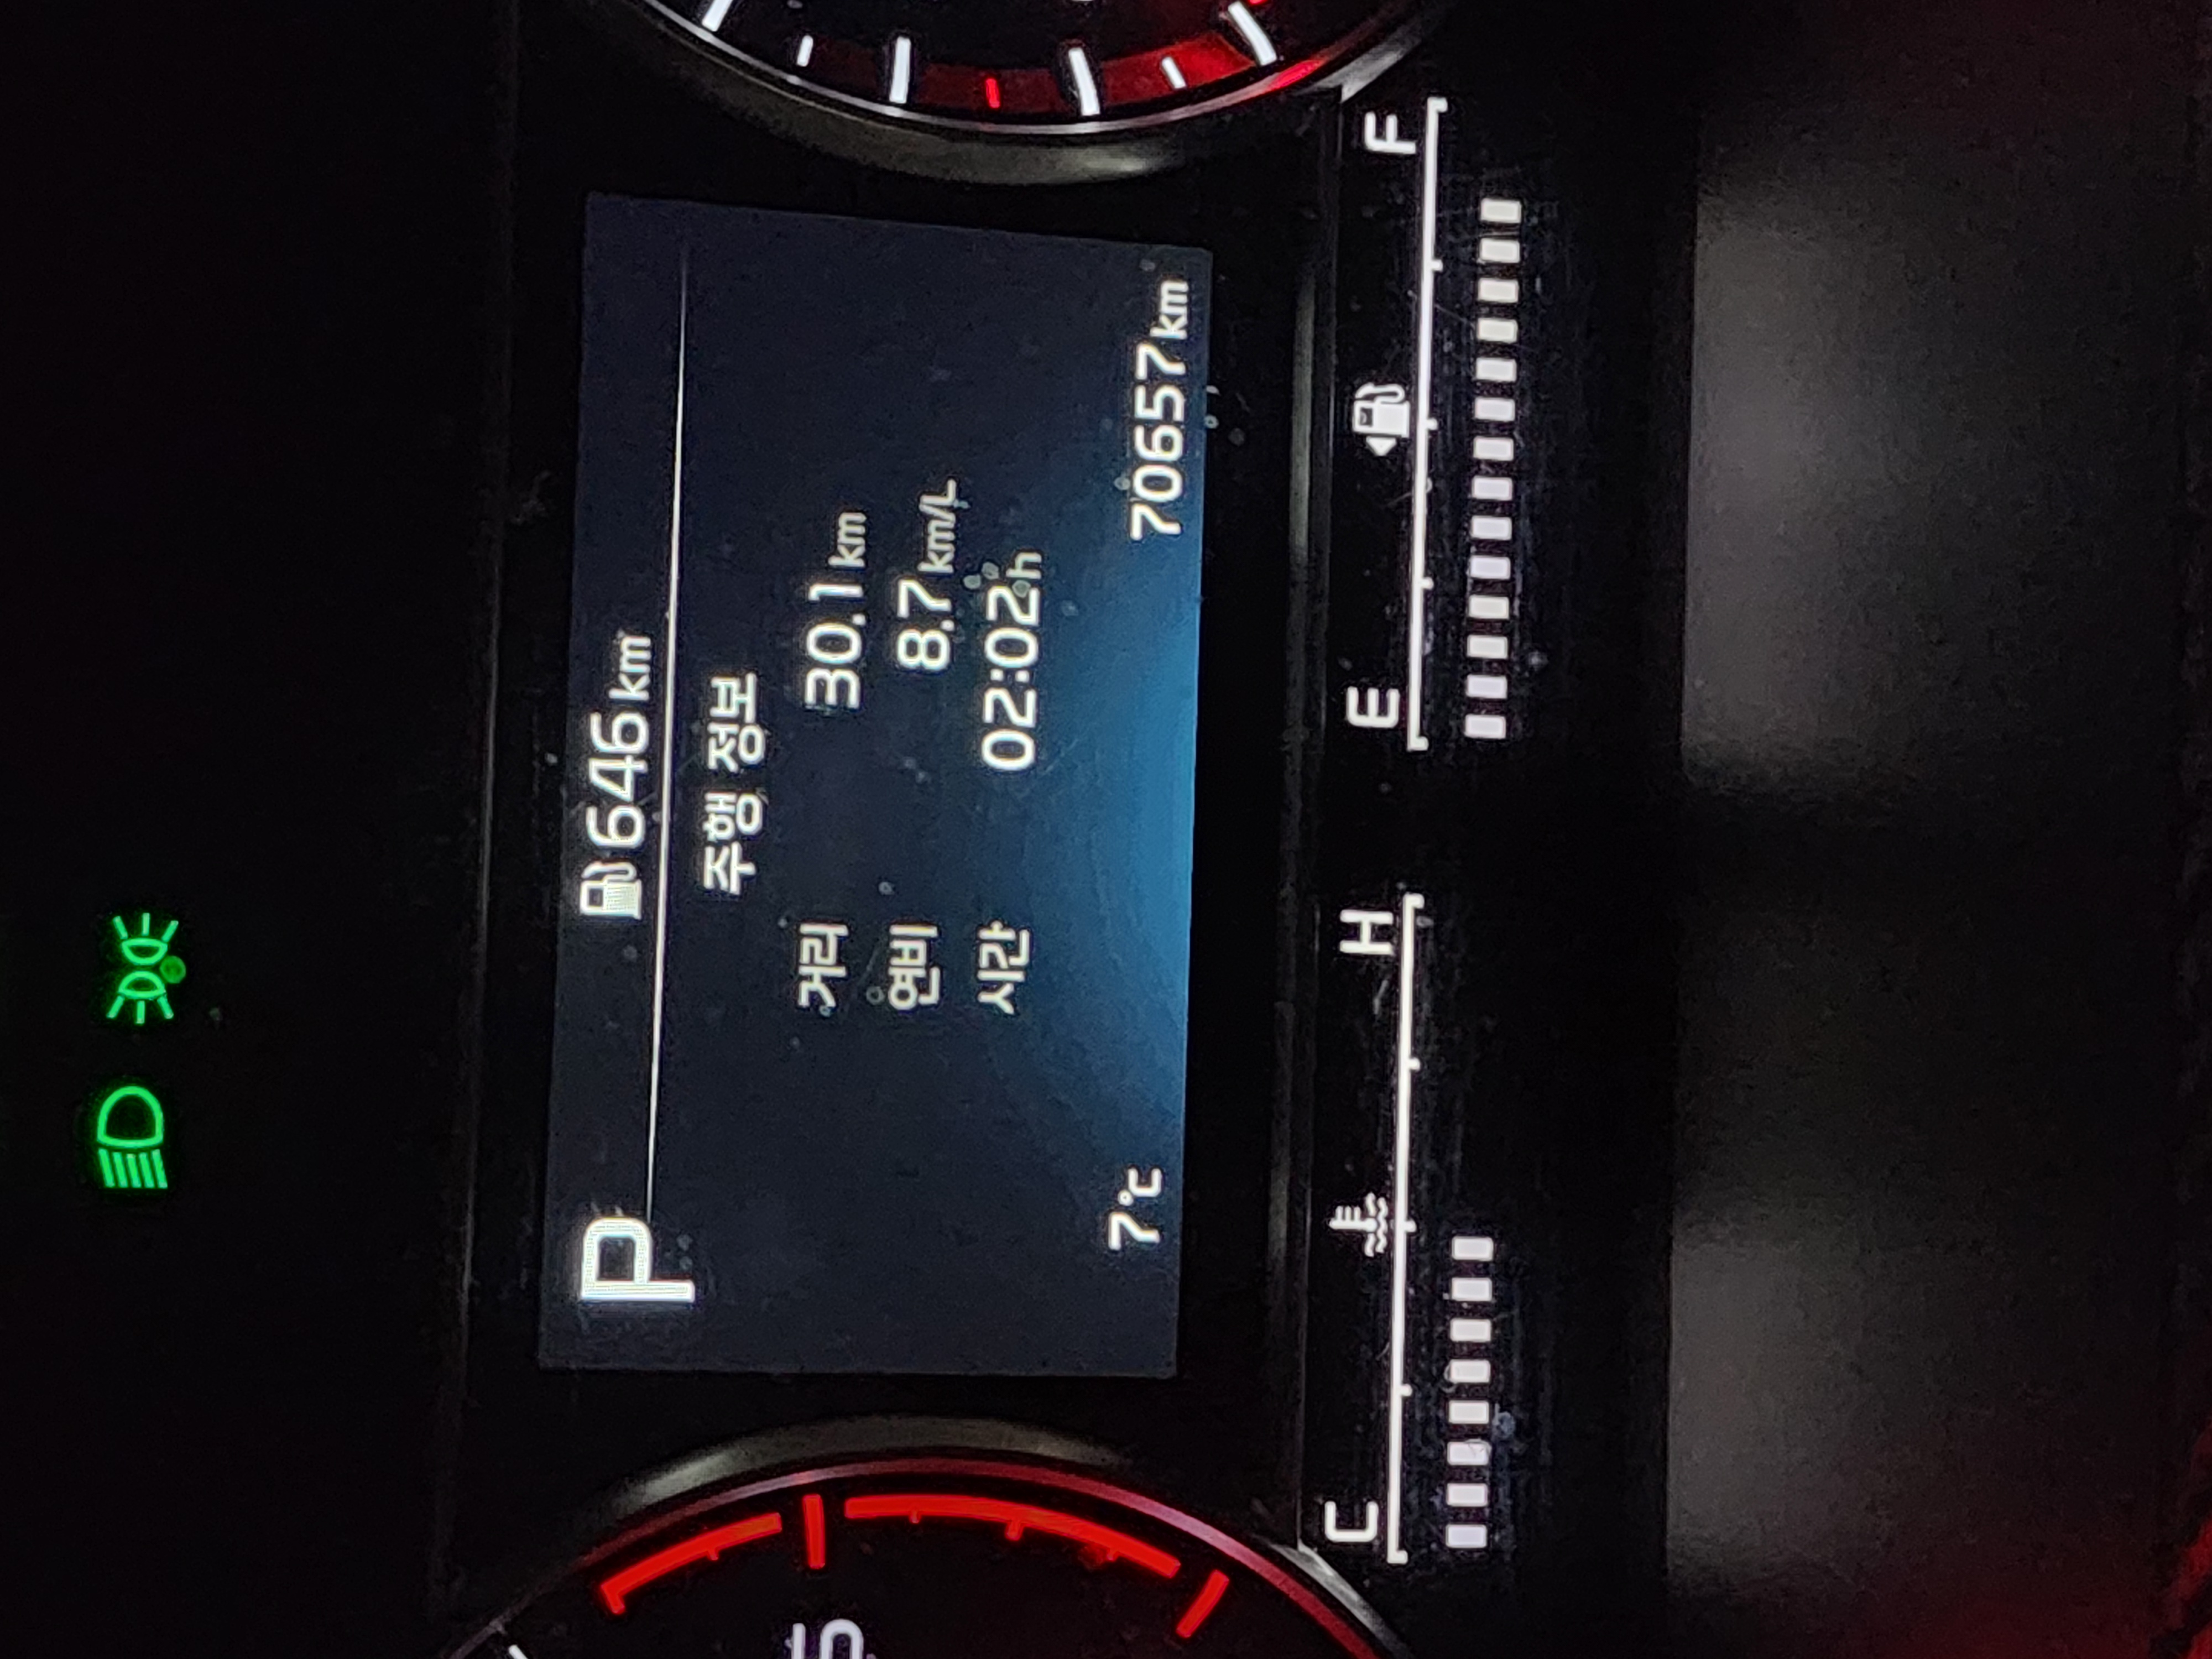 P
646 km
주행 정보
거리 30.1 km
연비 8.7 km/L
시간 02:02 h
7°C 70657 km
C H E F
5